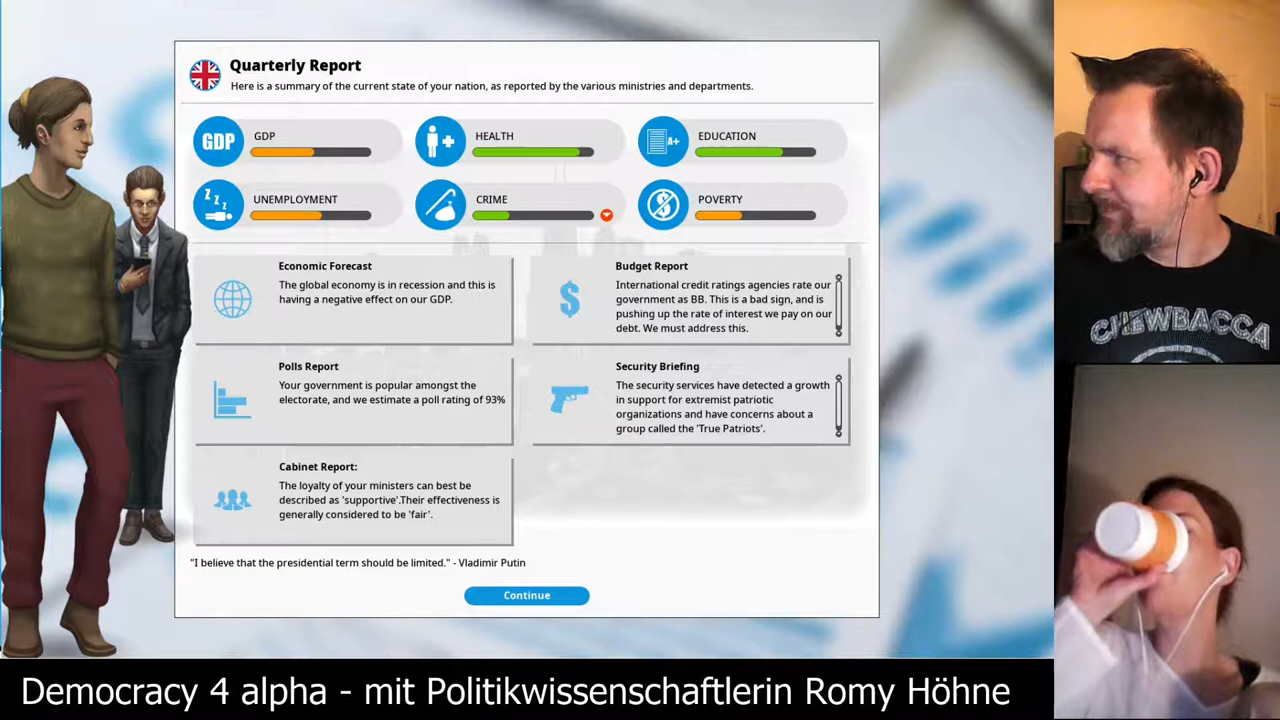 Quarterly Report
Here is a summary of the current state of your nation, as reported by the various ministries and departments.
GDP
GDP
HEALTH
A+
EDUCATION
Z Z Z
UNEMPLOYMENT
CRIME
$
POVERTY
Economic Forecast
The global economy is in recession and this is
having a negative effect on our GDP.
$
Budget Report
International credit ratings agencies rate our
government as BB. This is a bad sign, and is
pushing up the rate of interest we pay on our
debt. We must address this.
Polls Report
Your government is popular amongst the
electorate, and we estimate a poll rating of 93%
Security Briefing
The security services have detected a growth
in support for extremist patriotic
organizations and have concerns about a
group called the 'True Patriots'.
Cabinet Report:
The loyalty of your ministers can best be
described as 'supportive'.Their effectiveness is
generally considered to be 'fair'.
"I believe that the presidential term should be limited." - Vladimir Putin
Continue
CHEWBACCA
Democracy 4 alpha - mit Politikwissenschaftlerin Romy Höhne